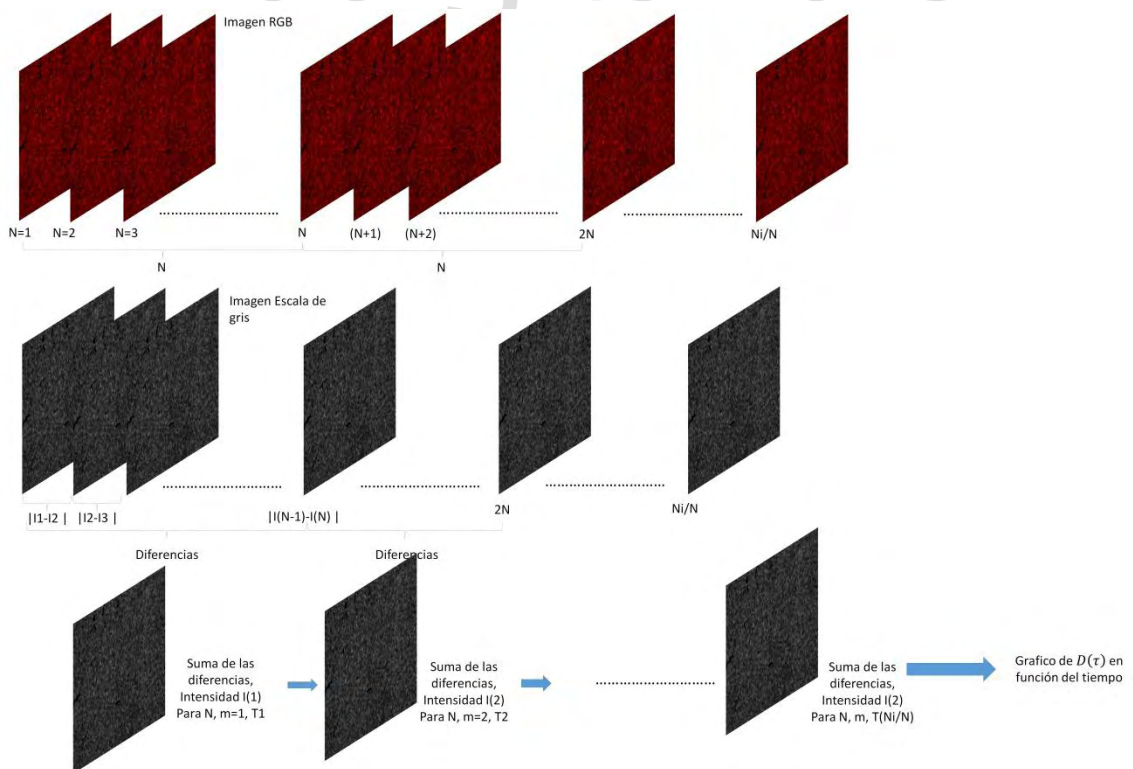 Imagen RGB
N=1 N=2 N=3 N (N+1) (N+2) 2N Ni/N
N N
Imagen Escala de
gris
2N Ni/N
|I1-I2 | |I2-I3 | |I(N-1)-I(N) |
Diferencias Diferencias
Suma de las
diferencias,
Intensidad I(1)
Para N, m=1, T1
Suma de las
diferencias,
Intensidad I(2)
Para N, m=2, T2
Suma de las
diferencias,
Intensidad I(2)
Para N, m, T(Ni/N)
Grafico de D(τ) en
función del tiempo